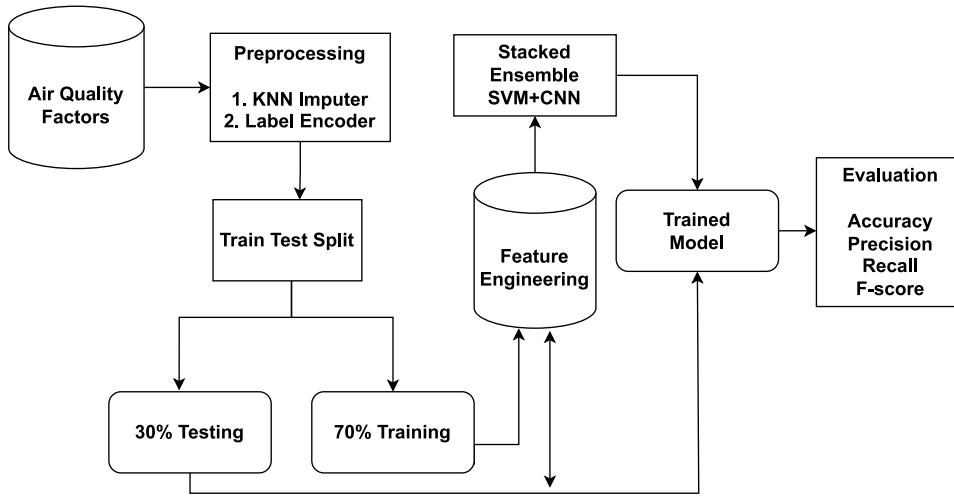 Air Quality
Factors
Preprocessing
1. KNN Imputer
2. Label Encoder
Train Test Split
30% Testing
70% Training
Feature
Engineering
Stacked
Ensemble
SVM+CNN
Trained
Model
Evaluation
Accuracy
Precision
Recall
F-score